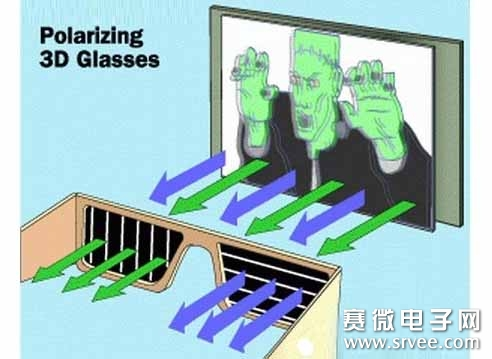 Polarizing
3D Glasses
赛微电子网
www.srvee.com